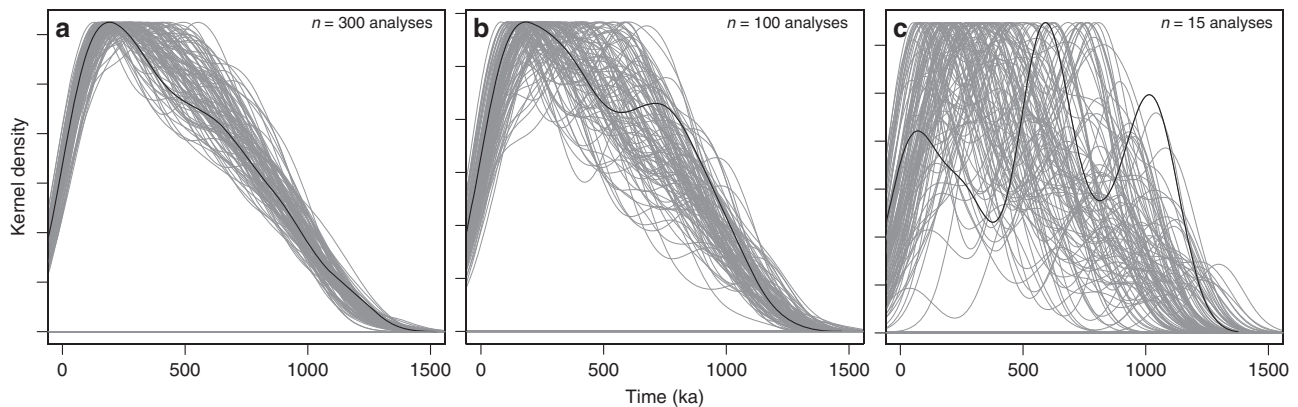 a
n = 300 analyses
b
n = 100 analyses
c
n = 15 analyses
Kernel density
0 500 1000 1500
0 500 1000 1500
0 500 1000 1500
Time (ka)